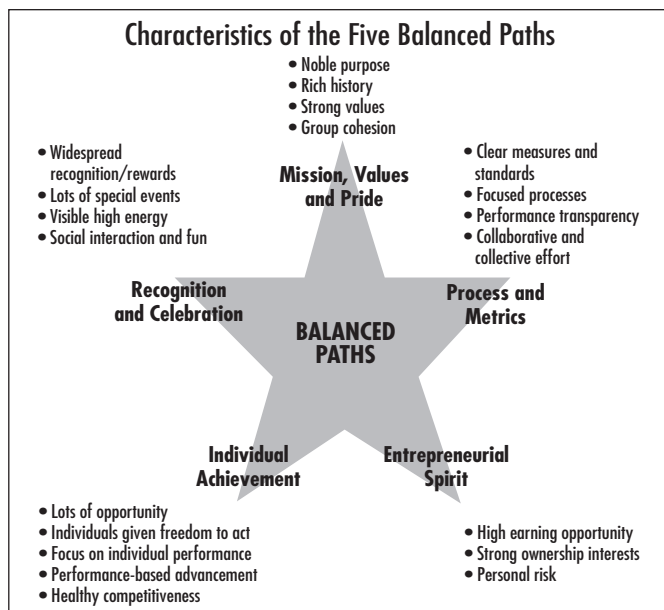 Characteristics of the Five Balanced Paths
• Noble purpose
• Rich history
• Strong values
• Group cohesion
Mission, Values
and Pride
• Widespread
recognition/rewards
• Lots of special events
• Visible high energy
• Social interaction and fun
Recognition
and Celebration
• Clear measures and
standards
• Focused processes
• Performance transparency
• Collaborative and
collective effort
Process and
Metrics
BALANCED
PATHS
Individual
Achievement
• Lots of opportunity
• Individuals given freedom to act
• Focus on individual performance
• Performance-based advancement
• Healthy competitiveness
Entrepreneurial
Spirit
• High earning opportunity
• Strong ownership interests
• Personal risk